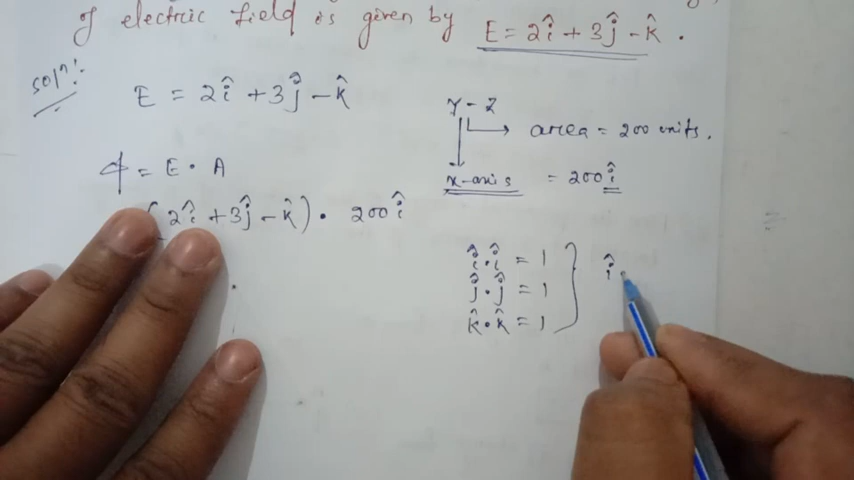 of electric field is given by E = 2î + 3ĵ - k̂ .
solⁿ:-
E = 2î + 3ĵ - k̂
Y - Z
area = 200 units.
x-axis = 200î
ϕ = E · A
(2î + 3ĵ - k̂) · 200î
î · î = 1
ĵ · ĵ = 1
k̂ · k̂ = 1
î ·